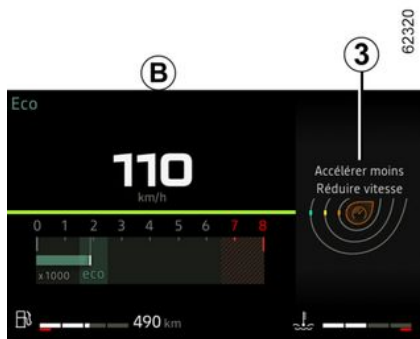 62320
B
3
Eco
110
km/h
Accélérer moins
Réduire vitesse
0 1 2 3 4 5 6 7 8
x1000 eco
490 km